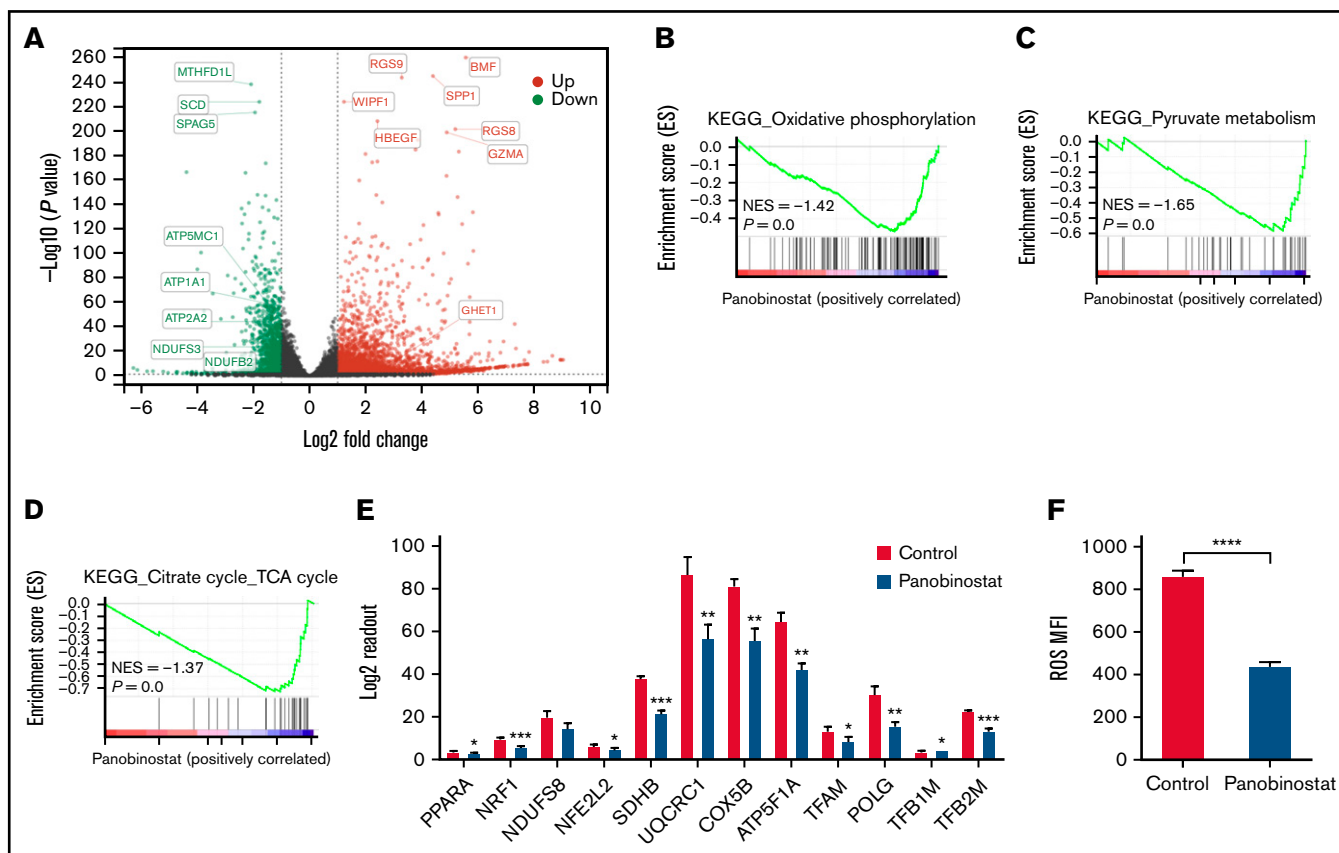 A
260
240
220
200
180
160
140
120
100
80
60
40
20
0
–Log10 (P value)
MTHFD1L
SCD
SPAG5
ATP5MC1
ATP1A1
ATP2A2
NDUFS3
NDUFB2
RGS9
BMF
SPP1
WIPF1
HBEGF
RGS8
GZMA
GHET1
Up
Down
−6 −4 −2 0 2 4 6 8 10
Log2 fold change
B
KEGG_Oxidative phosphorylation
Enrichment score (ES)
0.0
−0.1
−0.2
−0.3
−0.4
NES = −1.42
P = 0.0
Panobinostat (positively correlated)
C
KEGG_Pyruvate metabolism
Enrichment score (ES)
0.0
−0.1
−0.2
−0.3
−0.4
−0.5
−0.6
NES = −1.65
P = 0.0
Panobinostat (positively correlated)
D
KEGG_Citrate cycle_TCA cycle
Enrichment score (ES)
0.0
−0.1
−0.2
−0.3
−0.4
−0.5
−0.6
−0.7
NES = −1.37
P = 0.0
Panobinostat (positively correlated)
E
Log2 readout
100
80
60
40
20
0
Control
Panobinostat
* *** * *** ** ** ** * ** * ***
PPARA NRF1 NDUFS8 NFE2L2 SDHB UQCRC1 COX5B ATP5F1A TFAM POLG TFB1M TFB2M
F
ROS MFI
1000
800
600
400
200
0
****
Control Panobinostat